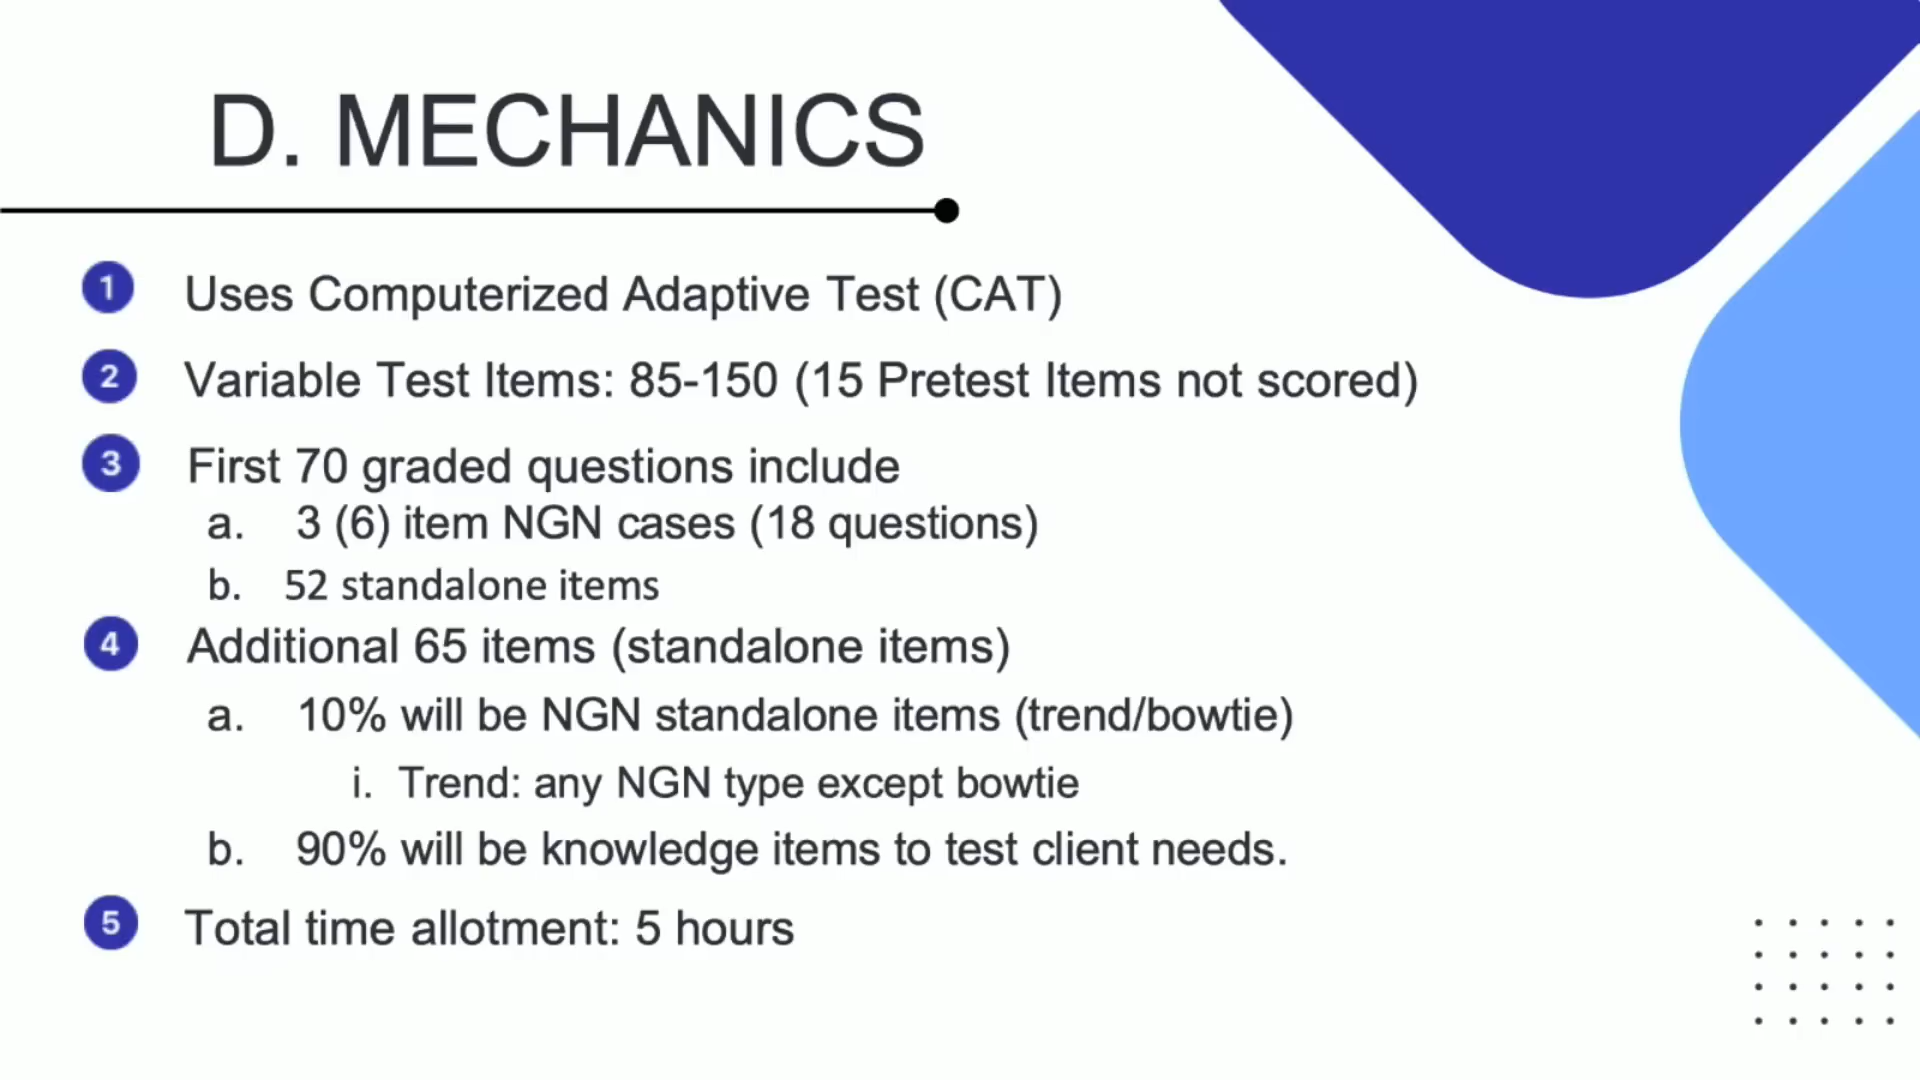 D. MECHANICS
1 Uses Computerized Adaptive Test (CAT)
2 Variable Test Items: 85-150 (15 Pretest Items not scored)
3 First 70 graded questions include
a. 3 (6) item NGN cases (18 questions)
b. 52 standalone items
4 Additional 65 items (standalone items)
a. 10% will be NGN standalone items (trend/bowtie)
i. Trend: any NGN type except bowtie
b. 90% will be knowledge items to test client needs.
5 Total time allotment: 5 hours